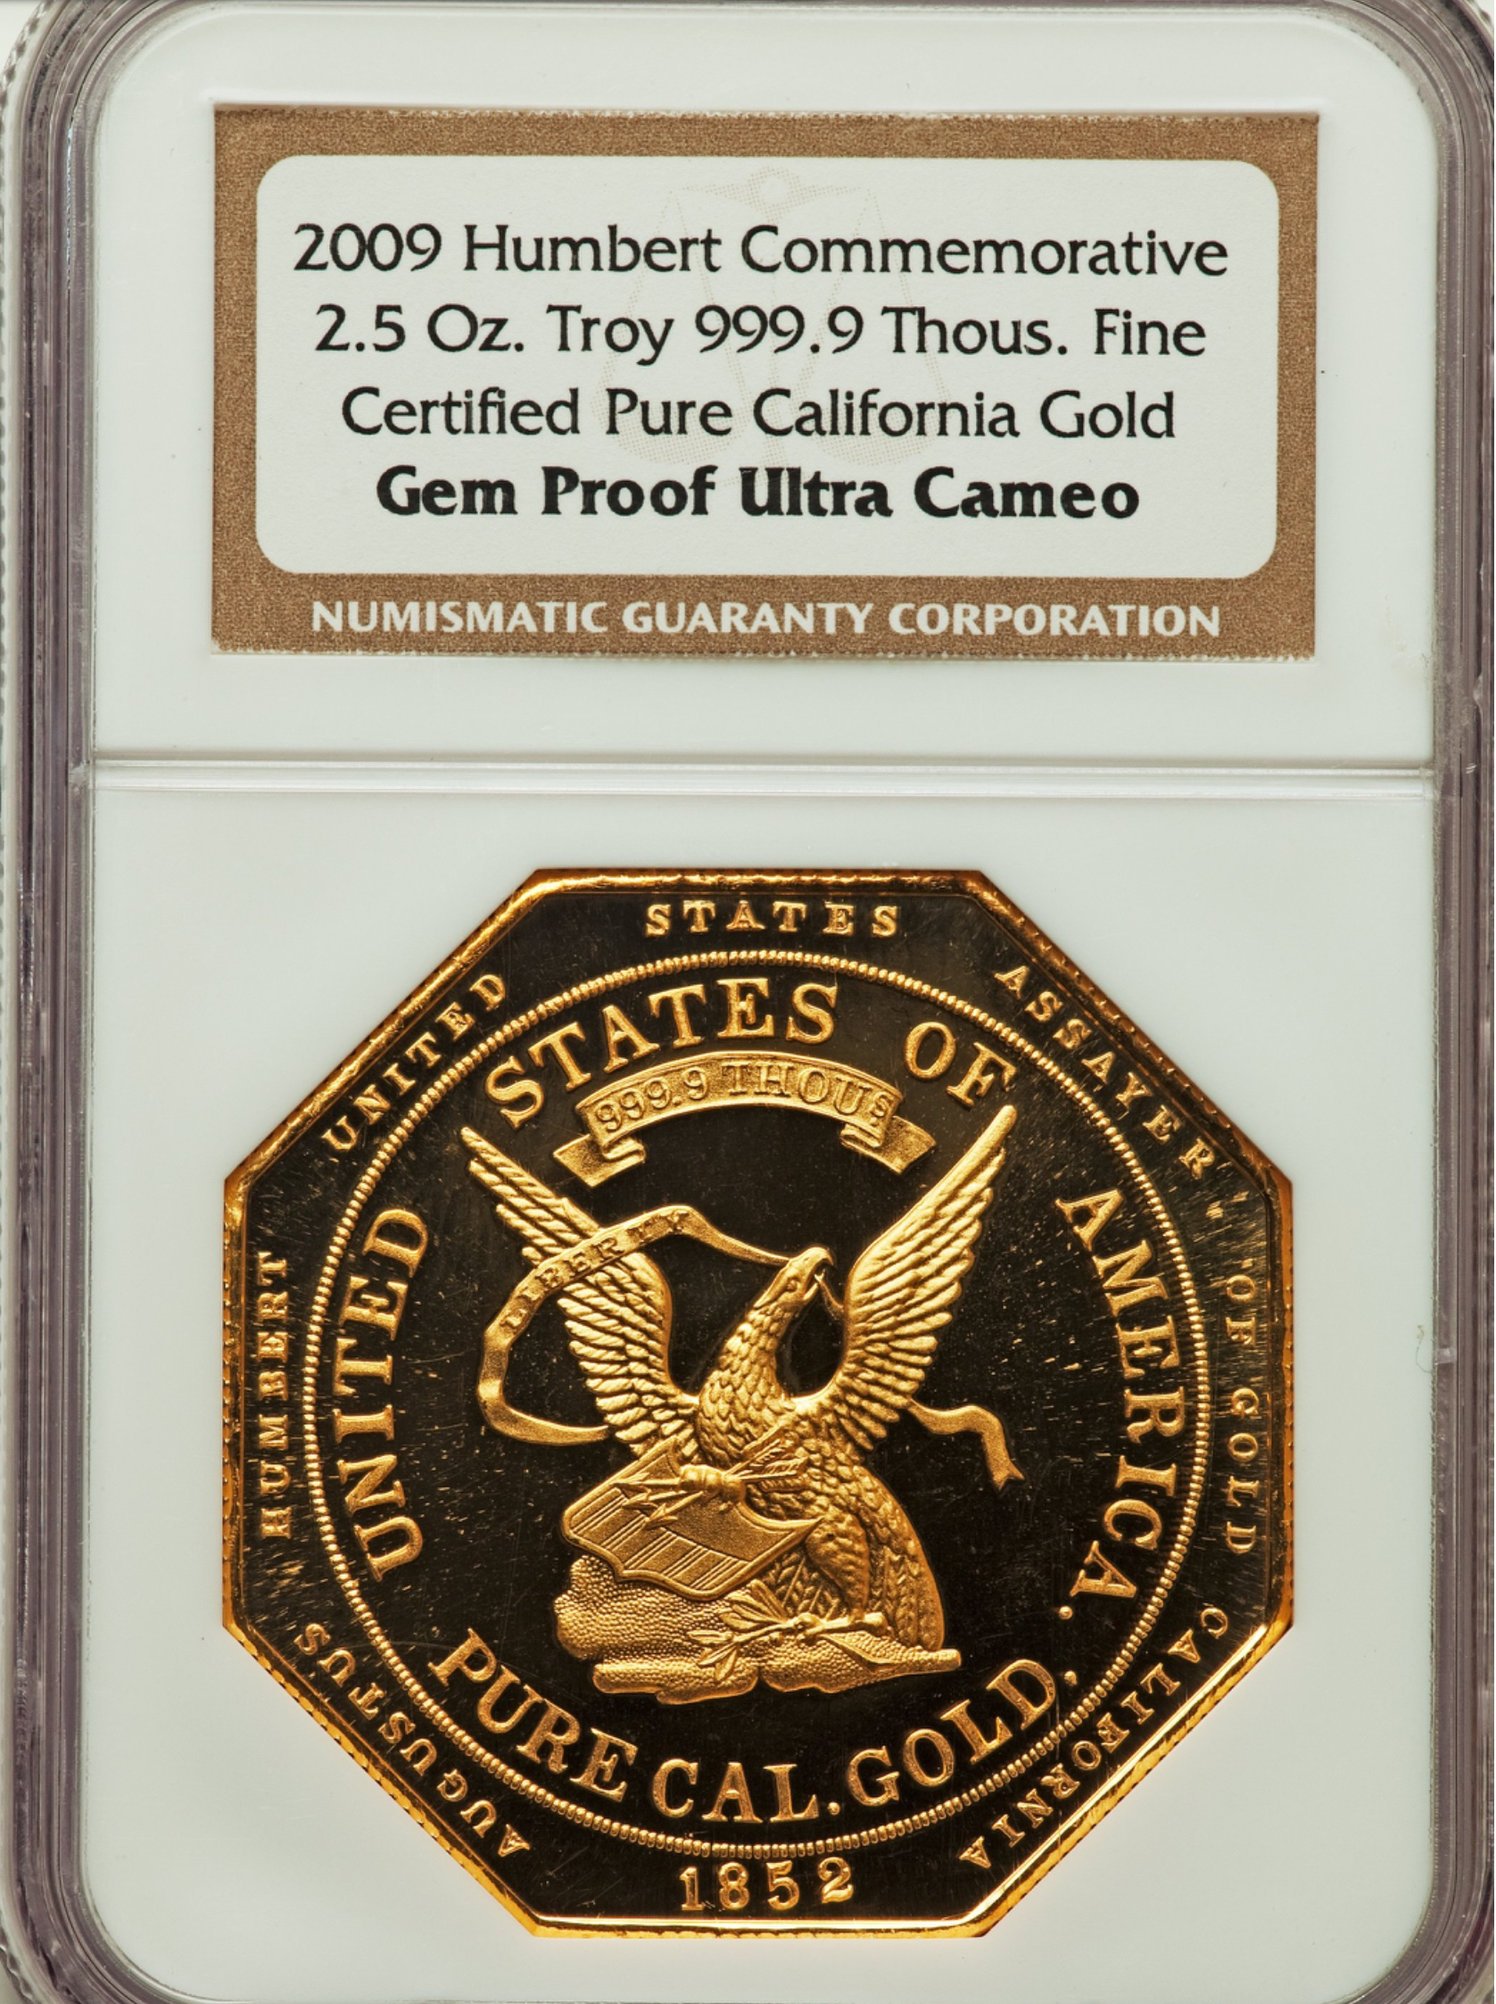 2009 Humbert Commemorative
2.5 Oz. Troy 999.9 Thous. Fine
Certified Pure California Gold
Gem Proof Ultra Cameo
NUMISMATIC GUARANTY CORPORATION
AUGUSTUS HUMBERT UNITED STATES ASSAYER. OF GOLD CALIFORNIA
1852
UNITED STATES OF AMERICA.
999.9 THOUS
LIBERTY
PURE CAL. GOLD.